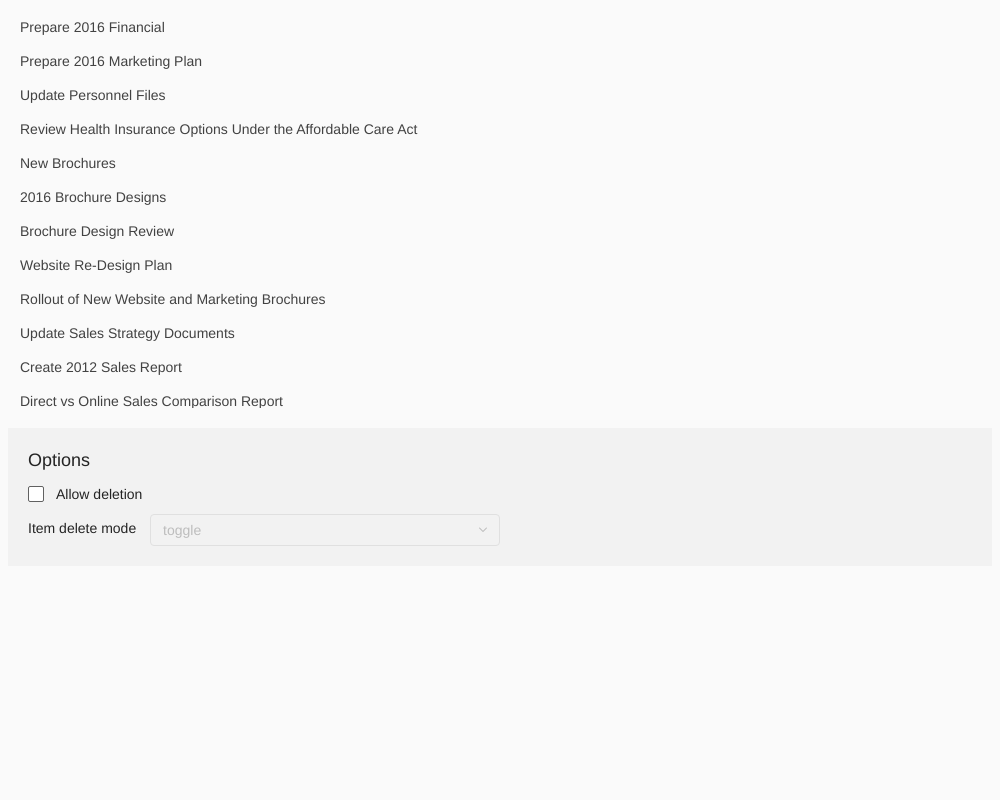 Prepare 2016 Financial
Prepare 2016 Marketing Plan
Update Personnel Files
Review Health Insurance Options Under the Affordable Care Act
New Brochures
2016 Brochure Designs
Brochure Design Review
Website Re-Design Plan
Rollout of New Website and Marketing Brochures
Update Sales Strategy Documents
Create 2012 Sales Report
Direct vs Online Sales Comparison Report
Options
Allow deletion
Item delete mode toggle